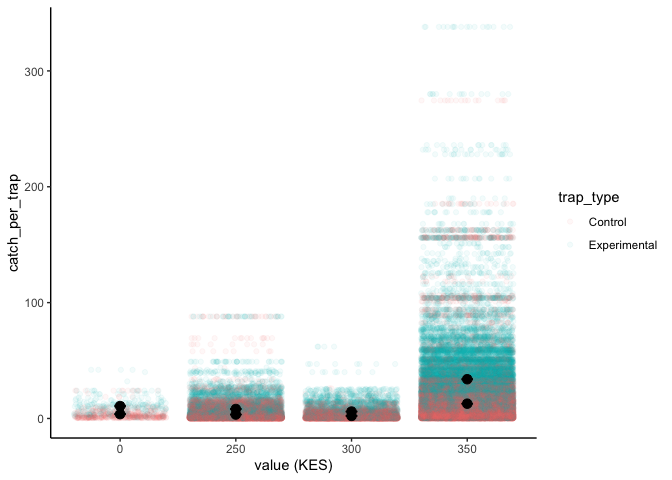 300
200
100
0
catch_per_trap
0 250 300 350
value (KES)
trap_type
Control
Experimental